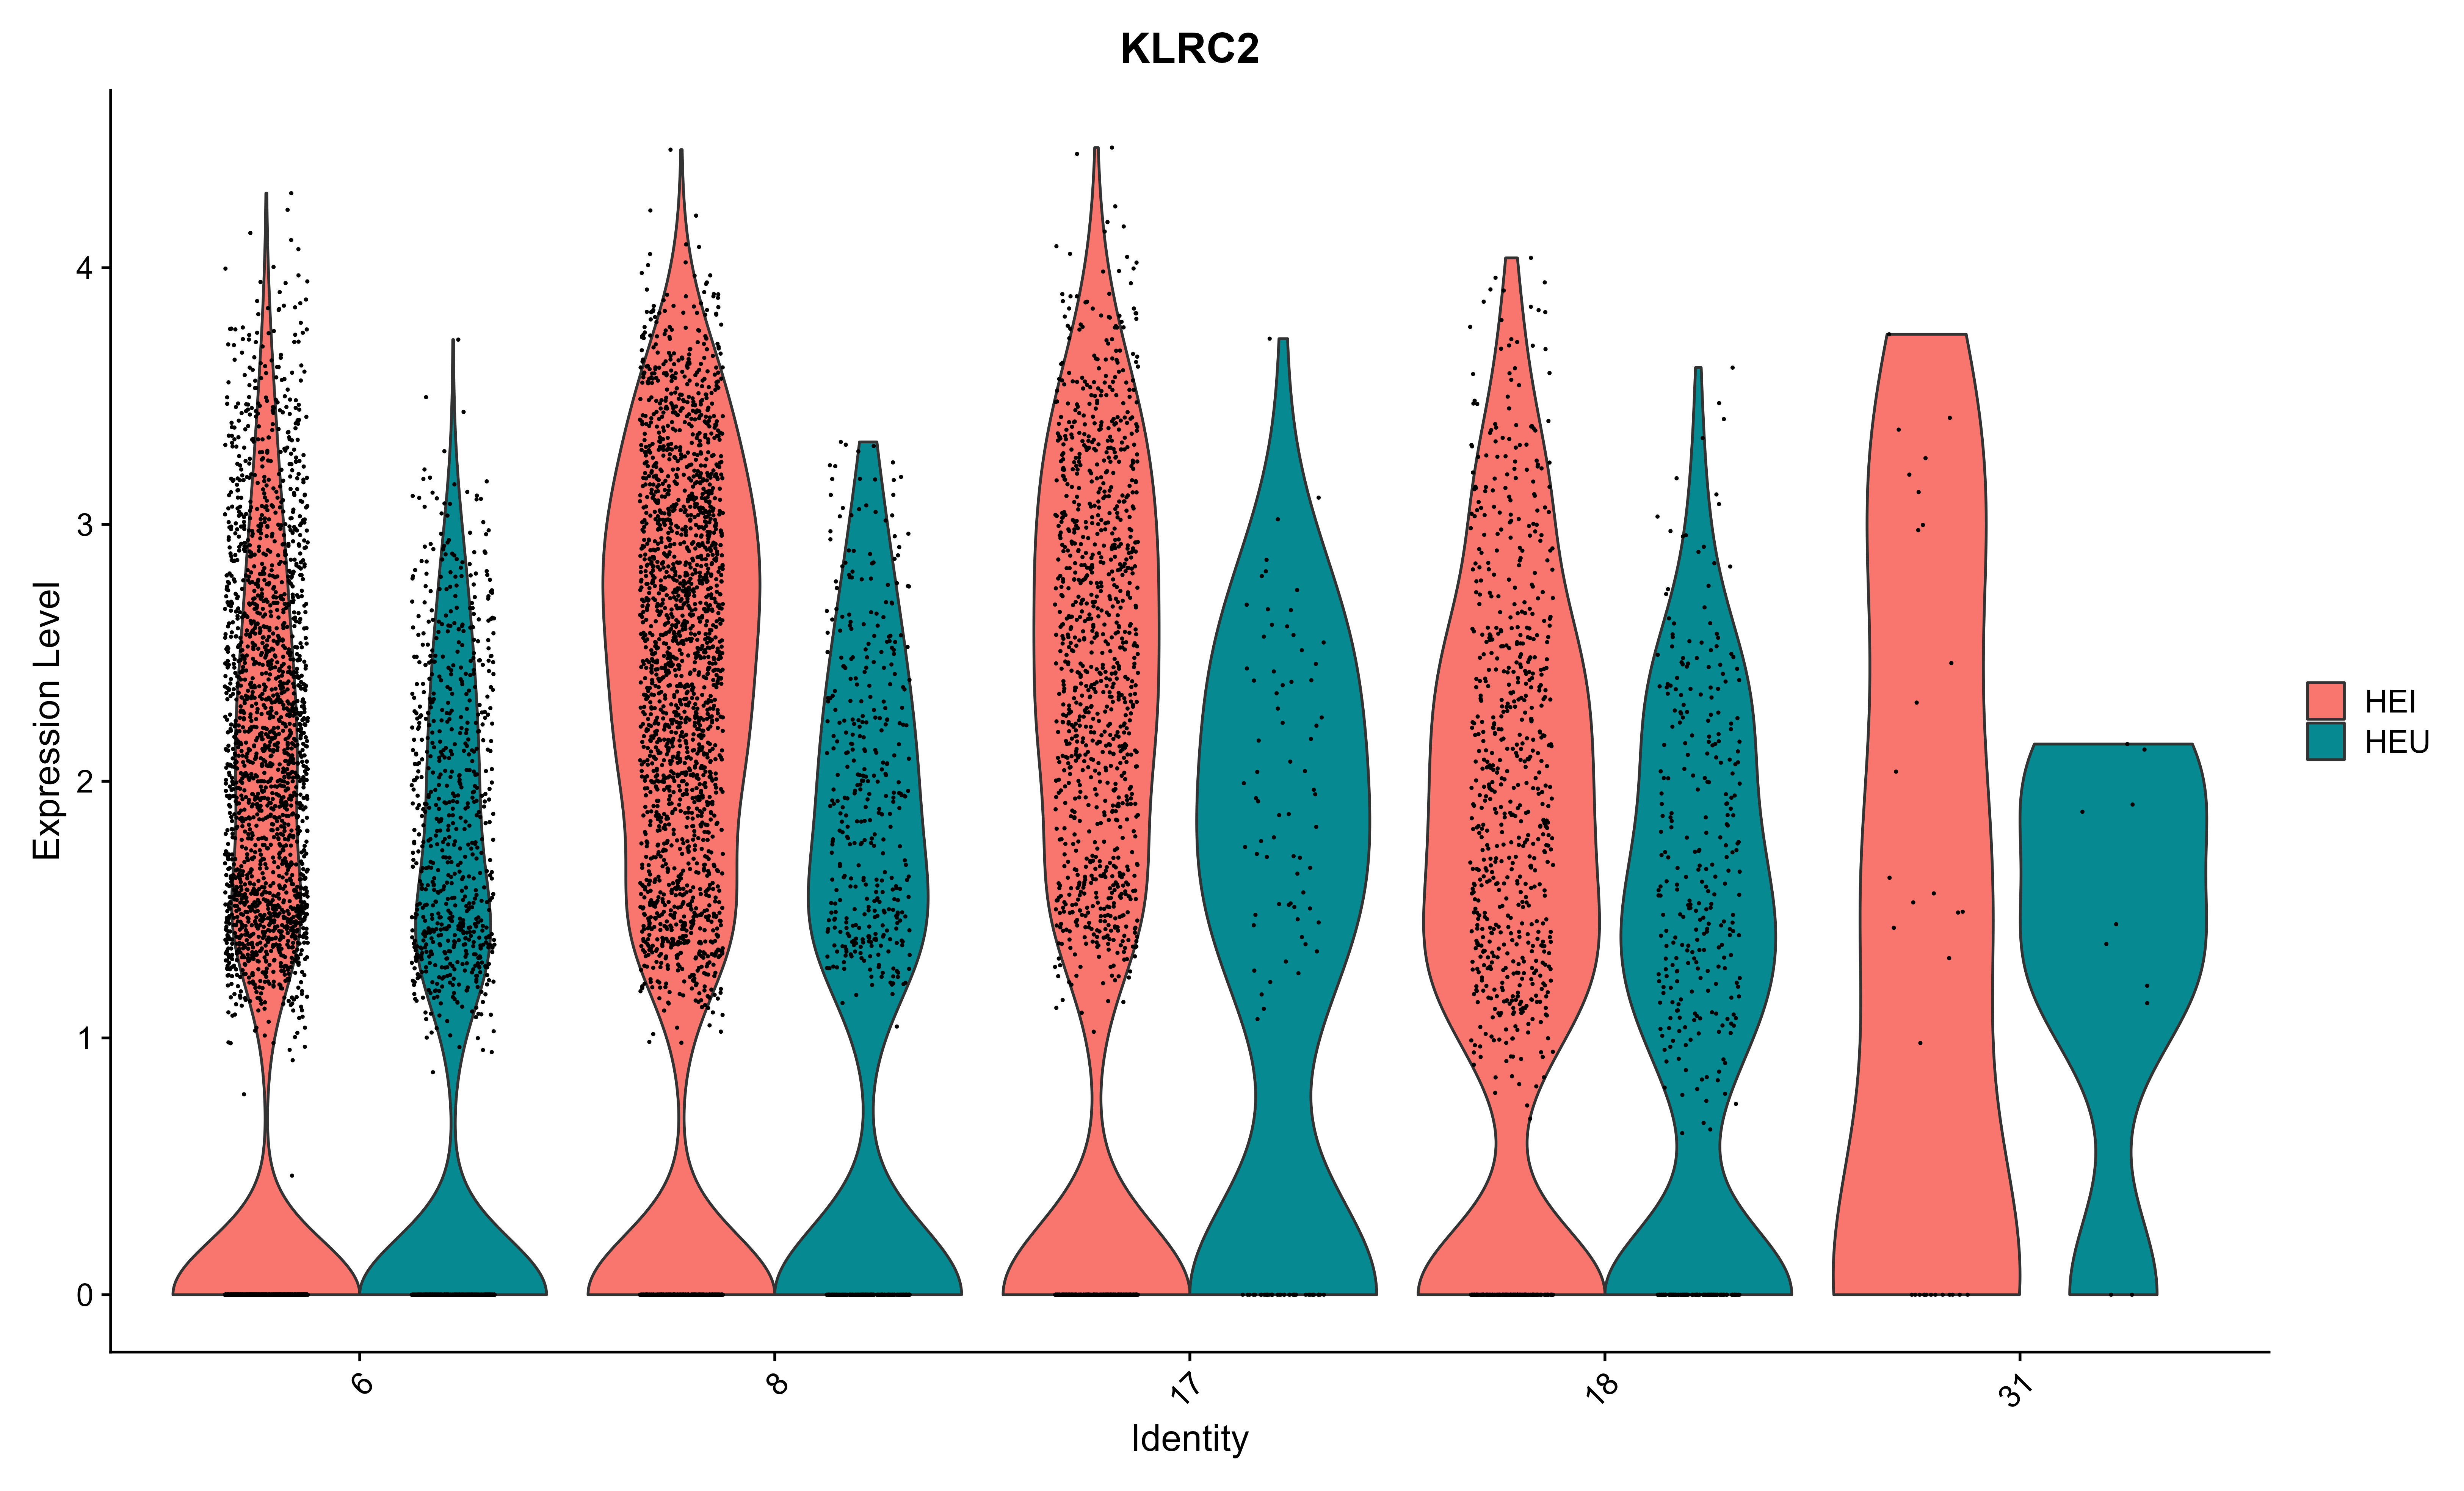 KLRC2
Expression Level
4
3
2
1
0
6
8
17
18
31
Identity
HEI
HEU